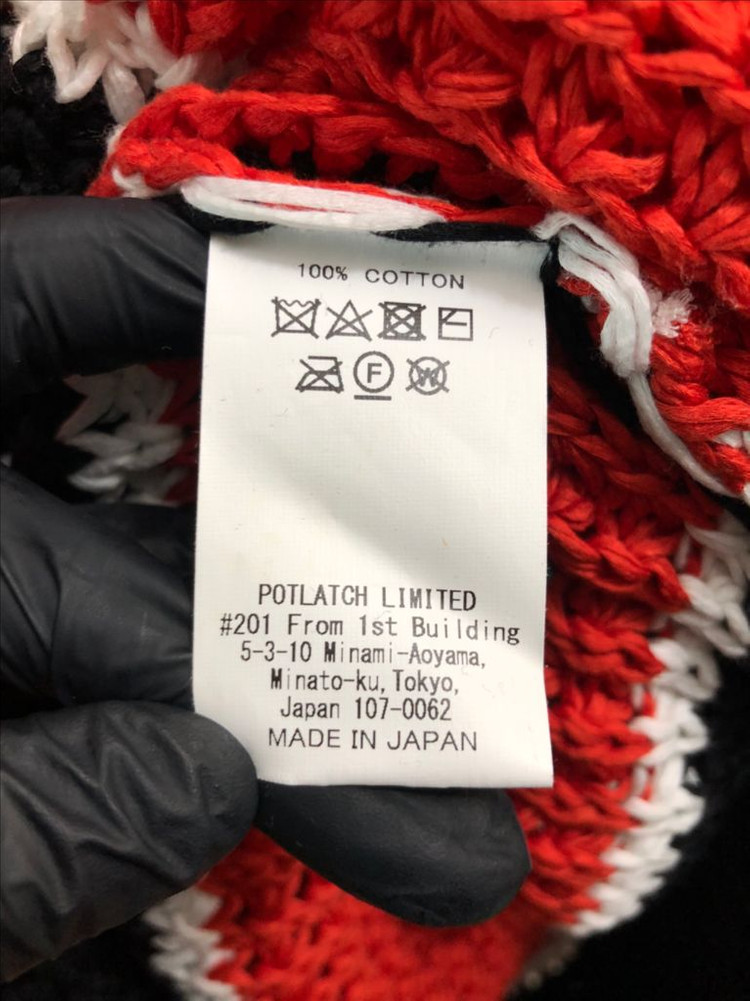 100% COTTON
F W
POTLATCH LIMITED
#201 From 1st Building
5-3-10 Minami-Aoyama,
Minato-ku,Tokyo,
Japan 107-0062
MADE IN JAPAN